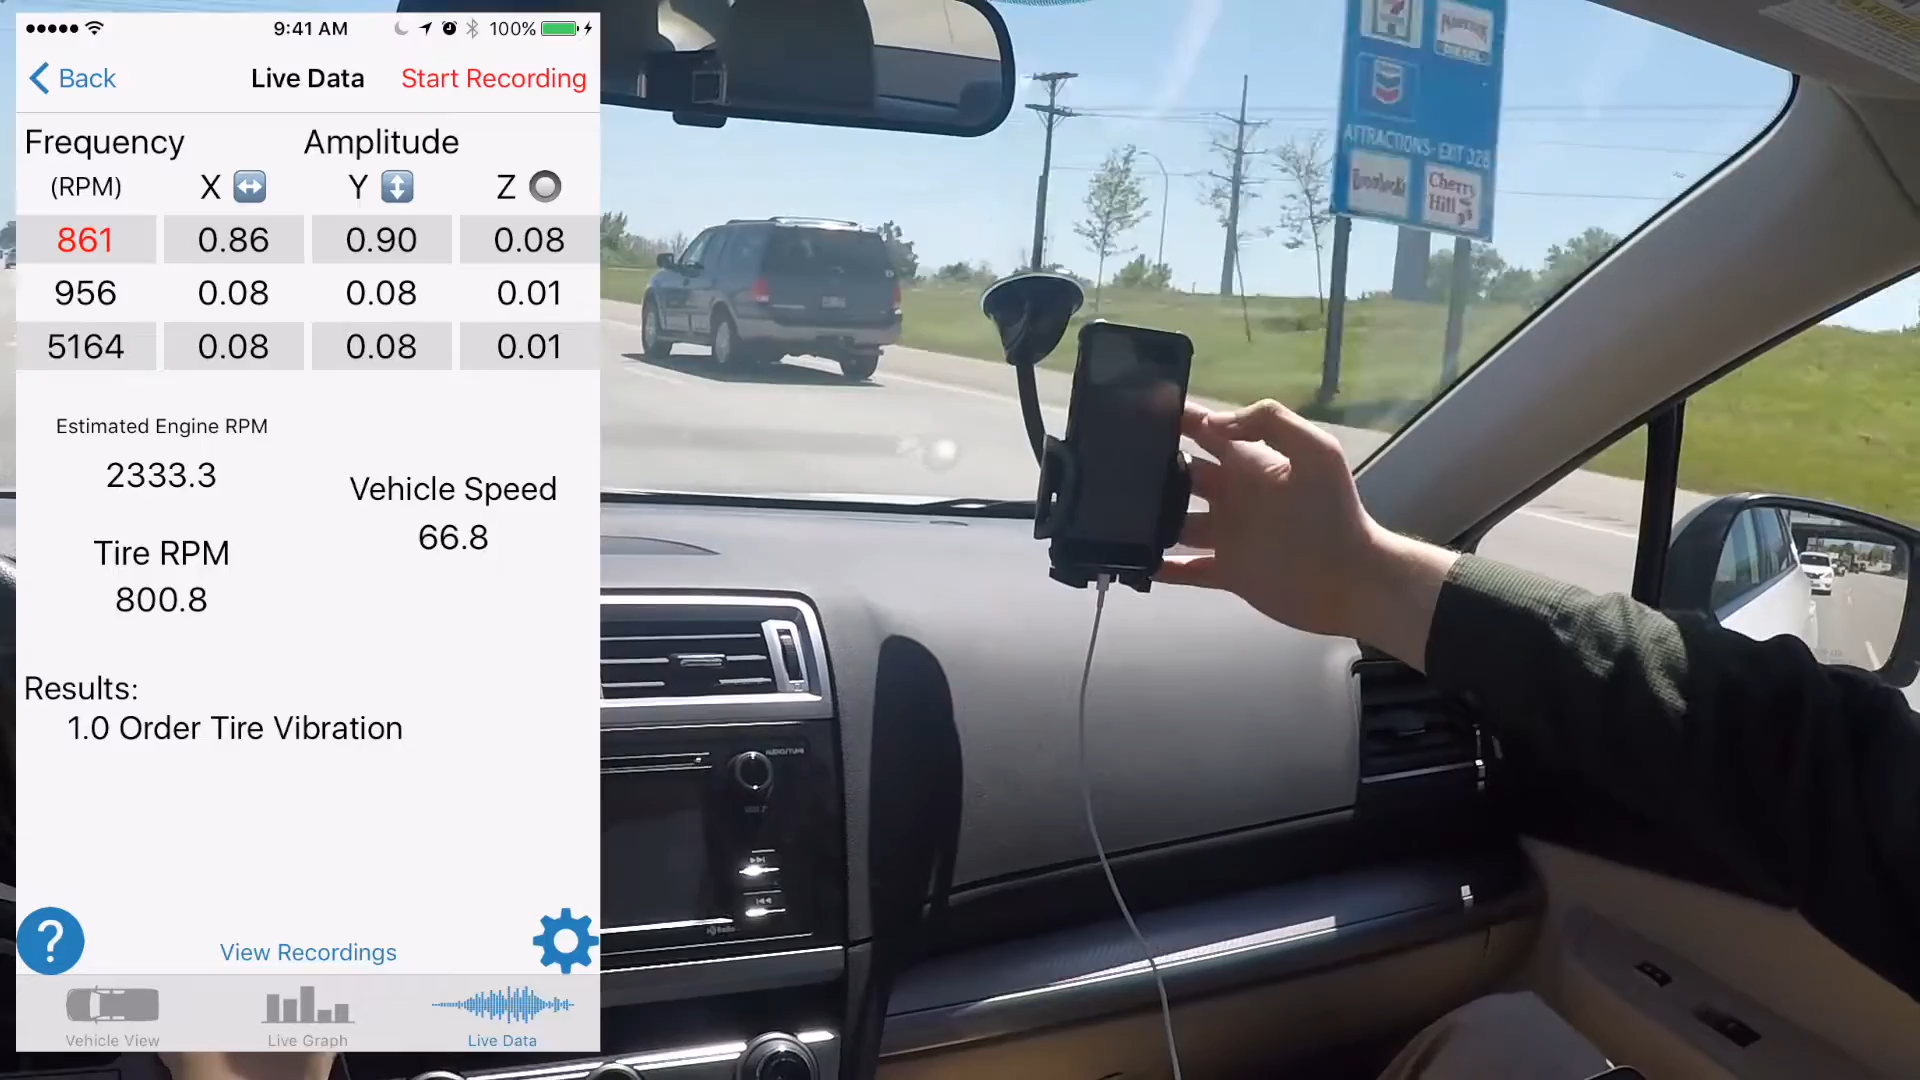 9:41 AM 100%
Back Live Data Start Recording
Frequency Amplitude
(RPM) X Y Z
861 0.86 0.90 0.08
956 0.08 0.08 0.01
5164 0.08 0.08 0.01
Estimated Engine RPM
2333.3
Vehicle Speed
66.8
Tire RPM
800.8
Results:
1.0 Order Tire Vibration
?
View Recordings
Vehicle View Live Graph Live Data
ATTRACTIONS - EXIT 328
Cherry
Hill
AUDIO/TUNE